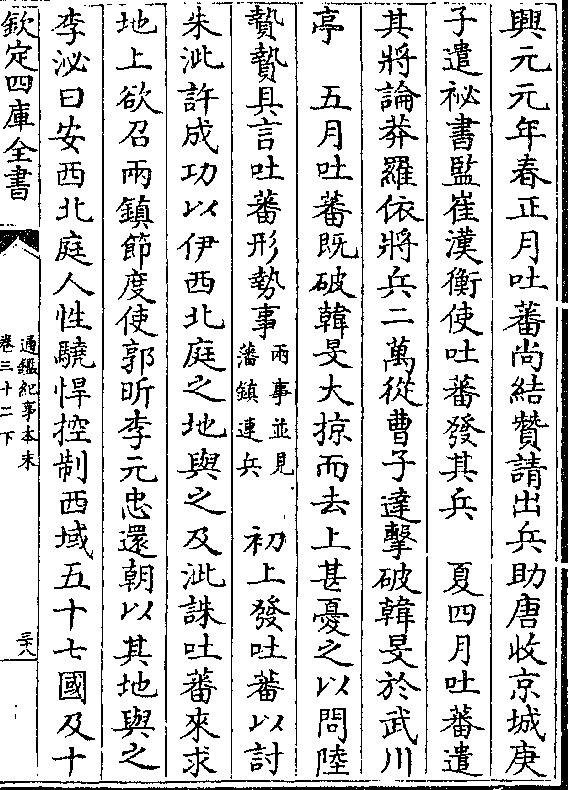 興元元年春正月吐蕃尚結贊請出兵助唐收京城庚
子遣祕書監崔漢衡使吐蕃發其兵　夏四月吐蕃遣
其將論莽羅依將兵二萬從曹子達擊破韓旻於武川
亭　五月吐蕃既破韓旻大掠而去上甚憂之以問陸
贄贄具言吐蕃形勢事兩事並見藩鎮連兵　初上發吐蕃以討
朱泚許成功以伊西北庭之地與之及泚誅吐蕃來求
地上欲召兩鎮節度使郭昕李元忠還朝以其地與之
李泌曰安西北庭人性驍悍控制西域五十七國及十
欽定四庫全書
通鑑紀事本末
卷三十二下
三十八